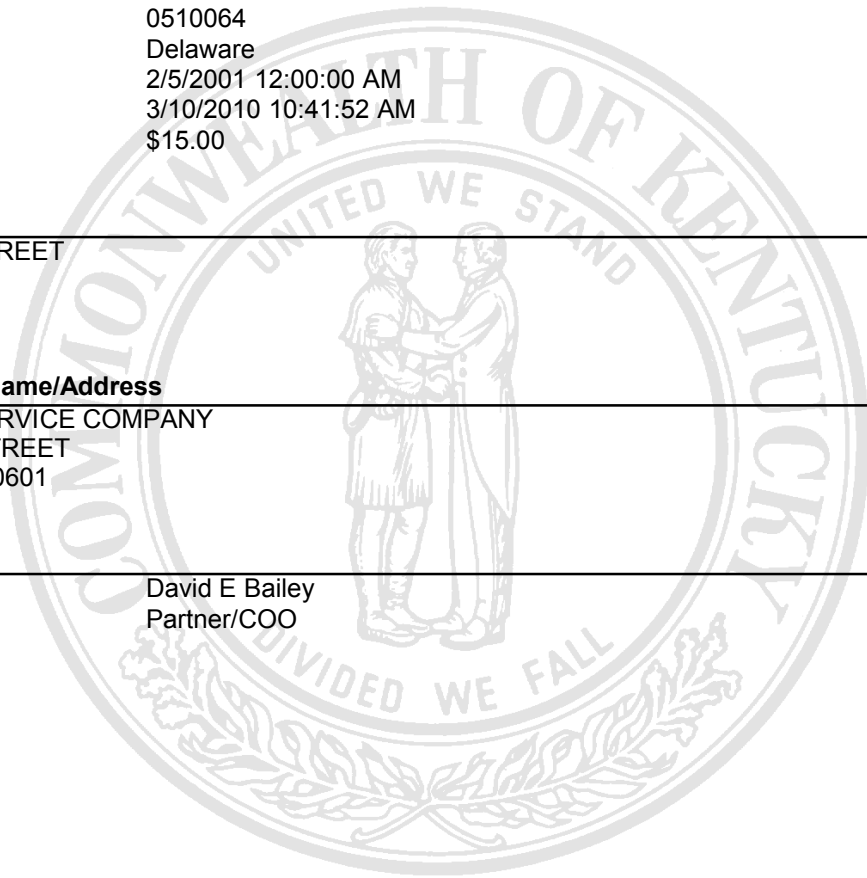 0510064
Delaware
2/5/2001 12:00:00 AM
3/10/2010 10:41:52 AM
$15.00
COMMONWEALTH OF KENTUCKY
UNITED WE STAND
REET
ame/Address
RVICE COMPANY
TREET
0601
David E Bailey
Partner/COO
DIVIDED WE FALL